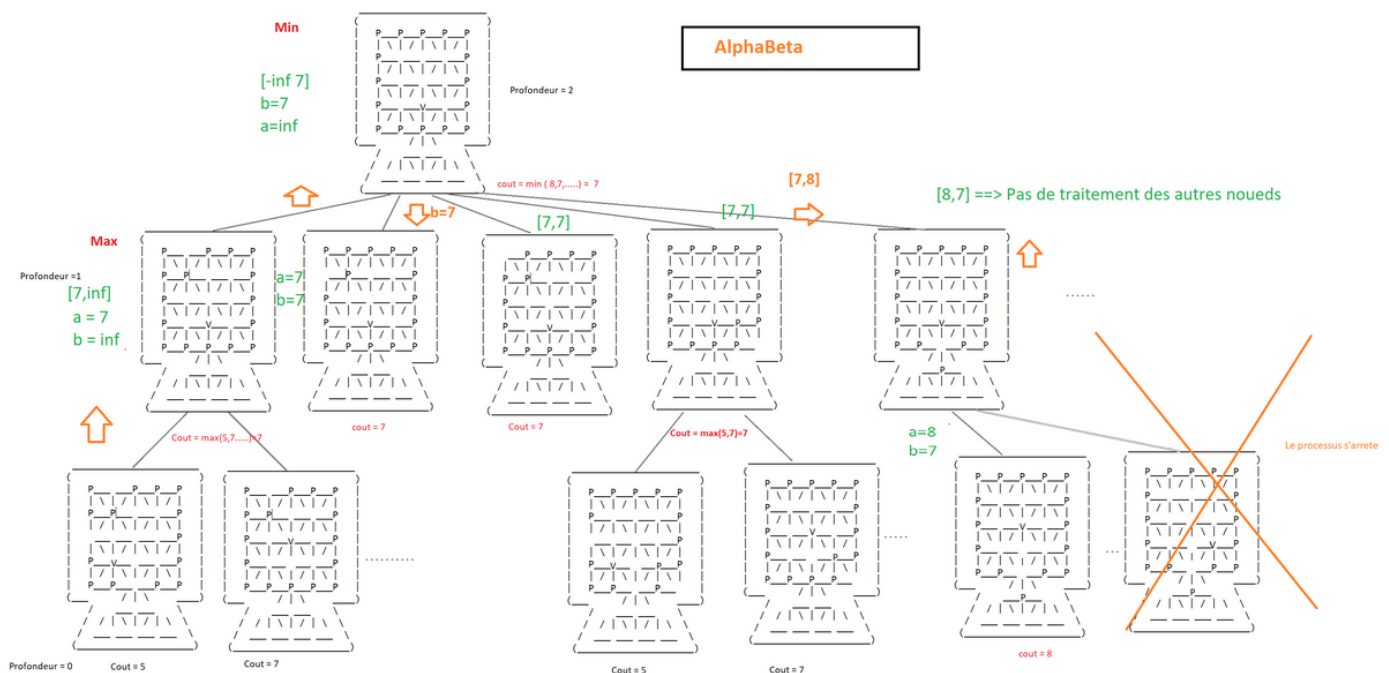 Min
AlphaBeta
[-inf 7]
b=7
a=inf
Profondeur = 2
cout = min ( 8,7,.....) = 7
[7,8]
[8,7] ==> Pas de traitement des autres noueds
b=7
[7,7]
[7,7]
Max
Profondeur =1
[7,inf]
a = 7
b = inf
a=7
b=7
......
cout = 7
Cout = 7
Cout = max(5,7.....)=7
Cout = max(5,7)=7
a=8
b=7
Le processus s'arrete
..........
.....
...
cout = 8
Profondeur = 0
Cout = 5
Cout = 7
Cout = 5
Cout = 7